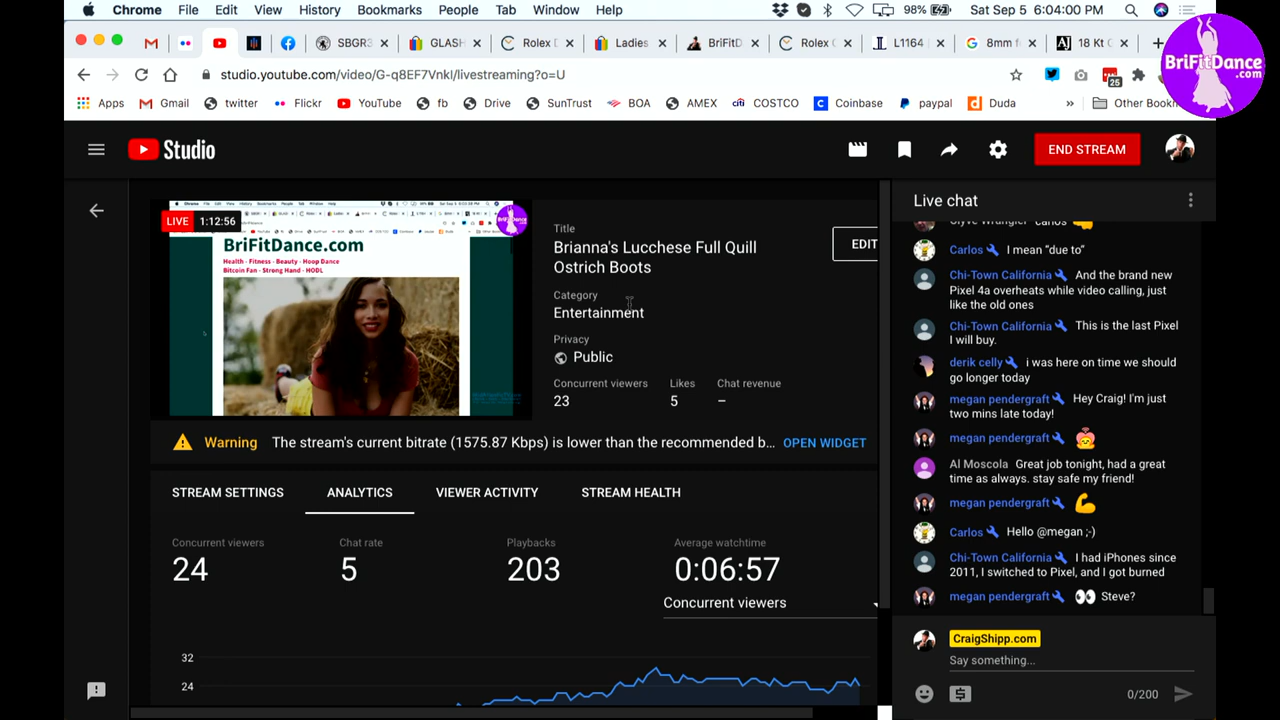 Chrome File Edit View History Bookmarks People Tab Window Help 98% Sat Sep 5 6:04:00 PM
SBGR3 GLASH Rolex D Ladies BriFitD Rolex L1164 8mm f 18 Kt G
BriFitDance
.com
studio.youtube.com/video/G-q8EF7VnkI/livestreaming?o=U
25
Apps Gmail twitter Flickr YouTube fb Drive SunTrust BOA AMEX COSTCO Coinbase paypal Duda » Other Bookm
Studio
END STREAM
LIVE 1:12:56
BriFitDance.com
Health - Fitness - Beauty - Hoop Dance
Bitcoin Fan - Strong Hand - HODL
Title
Brianna's Lucchese Full Quill
Ostrich Boots
EDIT
Category
Entertainment
Privacy
Public
Concurrent viewers Likes Chat revenue
23 5 –
Warning The stream's current bitrate (1575.87 Kbps) is lower than the recommended b... OPEN WIDGET
STREAM SETTINGS ANALYTICS VIEWER ACTIVITY STREAM HEALTH
Concurrent viewers Chat rate Playbacks Average watchtime
24 5 203 0:06:57
Concurrent viewers
32
24
Live chat
Carlos I mean "due to"
Chi-Town California And the brand new
Pixel 4a overheats while video calling, just
like the old ones
Chi-Town California This is the last Pixel
I will buy.
derik celly i was here on time we should
go longer today
megan pendergraft Hey Craig! I'm just
two mins late today!
megan pendergraft
Al Moscola Great job tonight, had a great
time as always. stay safe my friend!
megan pendergraft
Carlos Hello @megan ;-)
Chi-Town California I had iPhones since
2011, I switched to Pixel, and I got burned
megan pendergraft 👀 Steve?
CraigShipp.com
Say something...
0/200